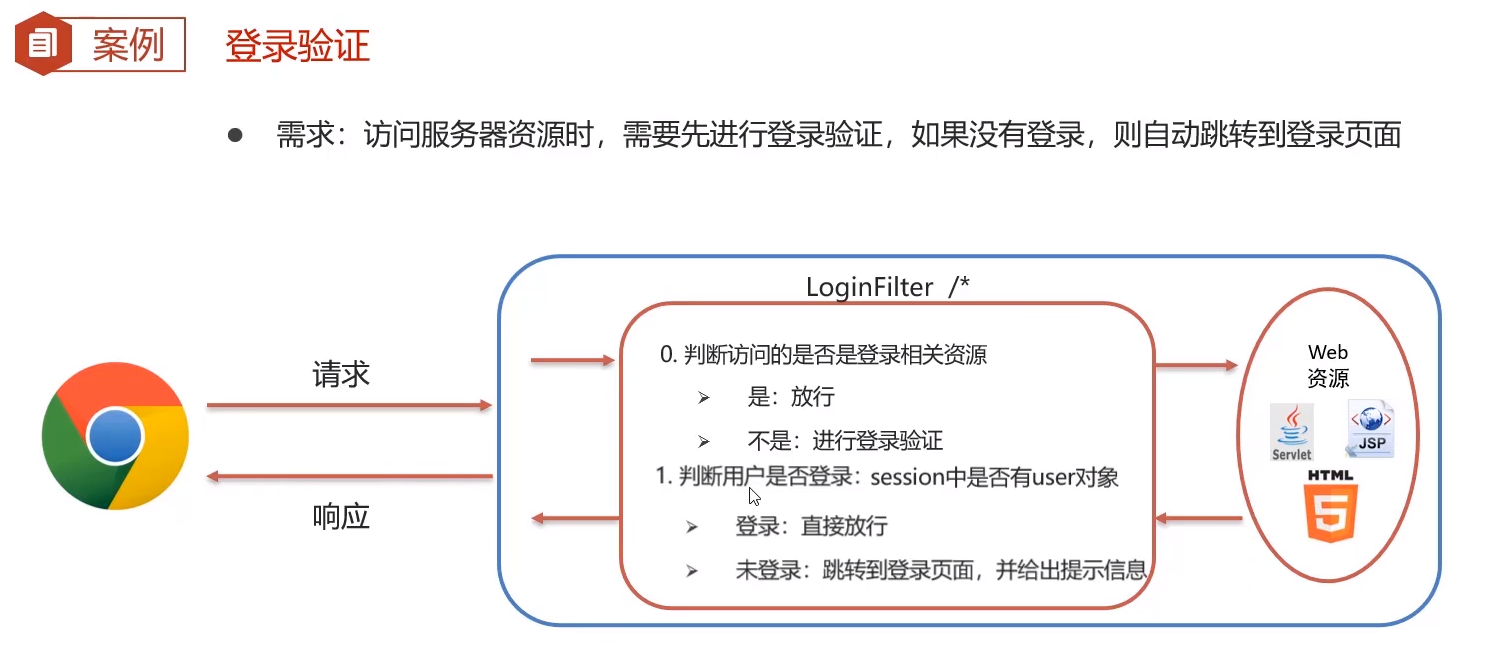 案例
登录验证
● 需求：访问服务器资源时，需要先进行登录验证，如果没有登录，则自动跳转到登录页面
LoginFilter /*
请求
响应
0. 判断访问的是否是登录相关资源
➢ 是：放行
➢ 不是：进行登录验证
1. 判断用户是否登录：session中是否有user对象
➢ 登录：直接放行
➢ 未登录：跳转到登录页面，并给出提示信息
Web
资源
Servlet
JSP
HTML
5